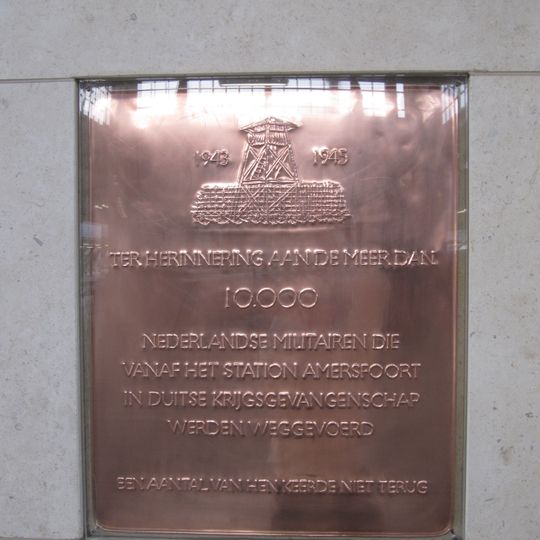 1943 1945
TER HERINNERING AAN DE MEER DAN
10.000
NEDERLANDSE MILITAIREN DIE
VANAF HET STATION AMERSFOORT
IN DUITSE KRIJGSGEVANGENSCHAP
WERDEN WEGGEVOERD
EEN AANTAL VAN HEN KEERDE NIET TERUG